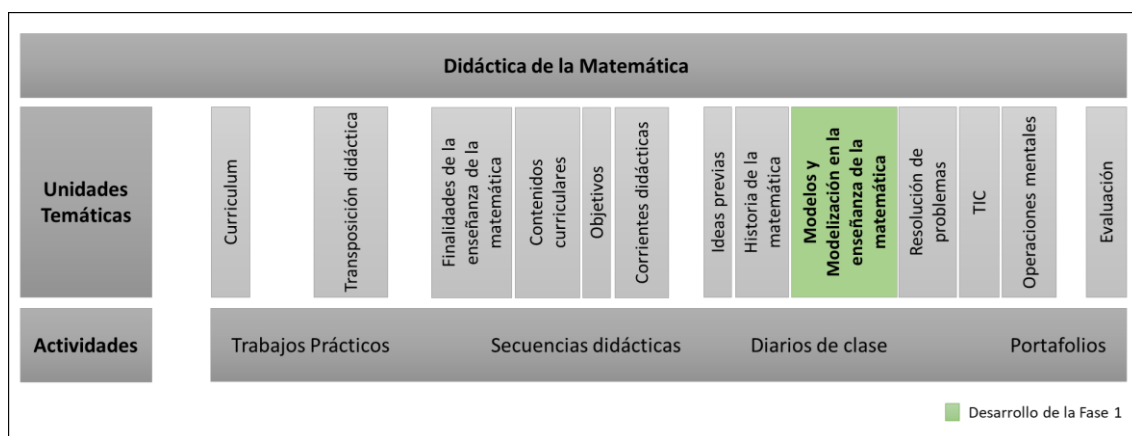 Didáctica de la Matemática
Unidades
Temáticas
Curriculum
Transposición didáctica
Finalidades de la
enseñanza de la
matemática
Contenidos
curriculares
Objetivos
Corrientes didácticas
Ideas previas
Historia de la
matemática
Modelos y
Modelización en la
enseñanza de la
matemática
Resolución de
problemas
TIC
Operaciones mentales
Evaluación
Actividades
Trabajos Prácticos
Secuencias didácticas
Diarios de clase
Portafolios
Desarrollo de la Fase 1